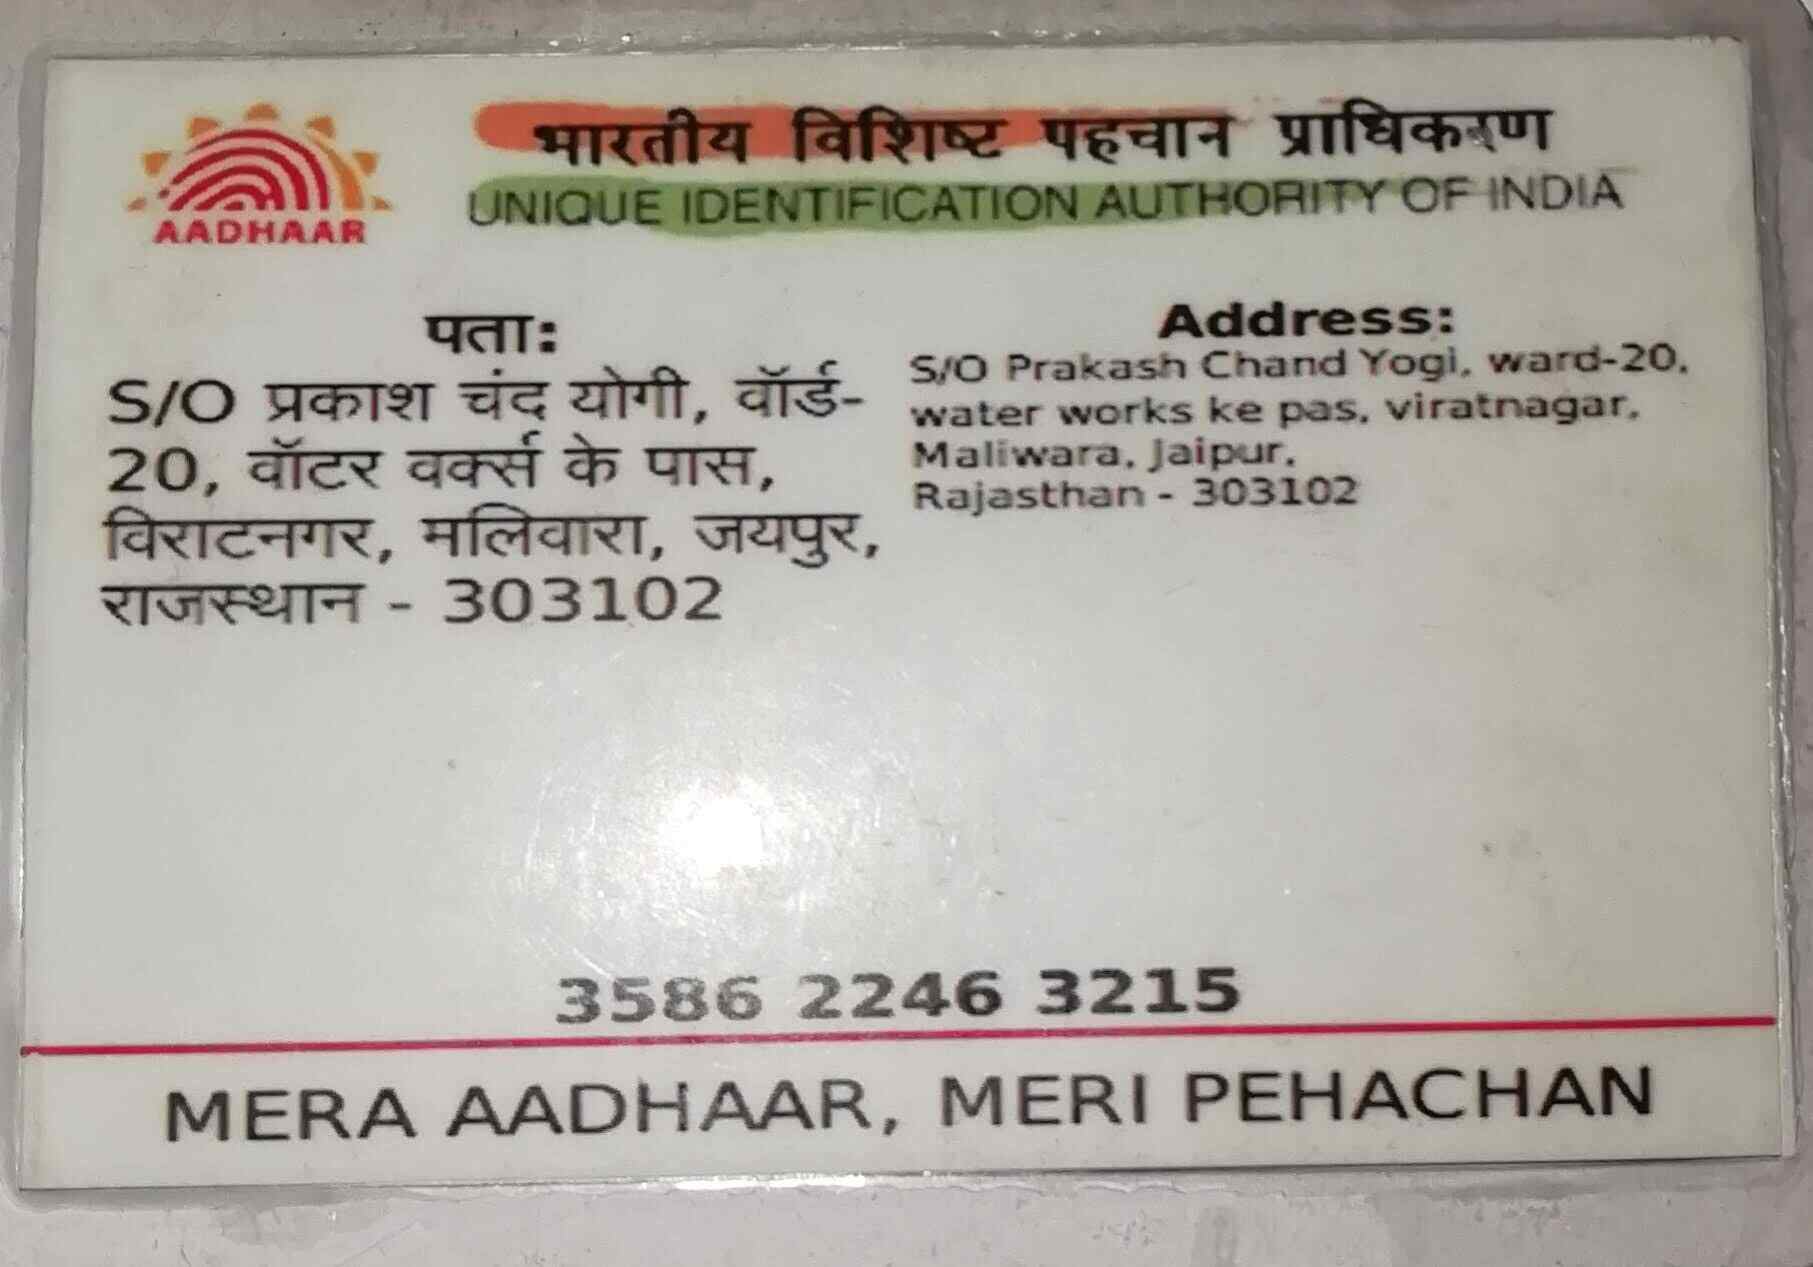 AADHAAR
भारतीय विशिष्ट पहचान प्राधिकरण
UNIQUE IDENTIFICATION AUTHORITY OF INDIA
पता:
S/O प्रकाश चंद योगी, वॉर्ड-
20, वॉटर वर्क्स के पास,
विराटनगर, मलिवारा, जयपुर,
राजस्थान - 303102
Address:
S/O Prakash Chand Yogi, ward-20,
water works ke pas, viratnagar,
Maliwara, Jaipur,
Rajasthan - 303102
3586 2246 3215
MERA AADHAAR, MERI PEHACHAN